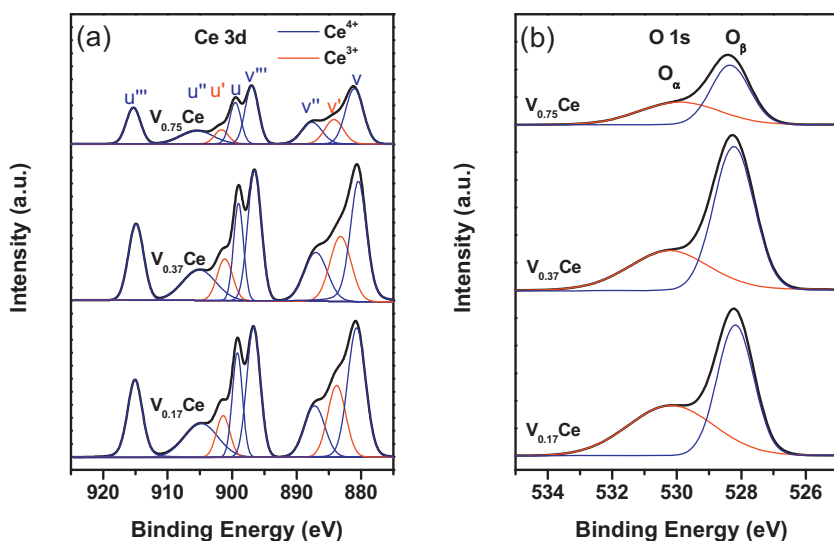 (a) Ce 3d Ce4+
Ce3+
u''' u'' u' u v''' v'' v' v
V0.75Ce
V0.37Ce
V0.17Ce
Intensity (a.u.)
920 910 900 890 880
Binding Energy (eV)
(b) O 1s Oβ
Oα
V0.75Ce
V0.37Ce
V0.17Ce
Intensity (a.u.)
534 532 530 528 526
Binding Energy (eV)